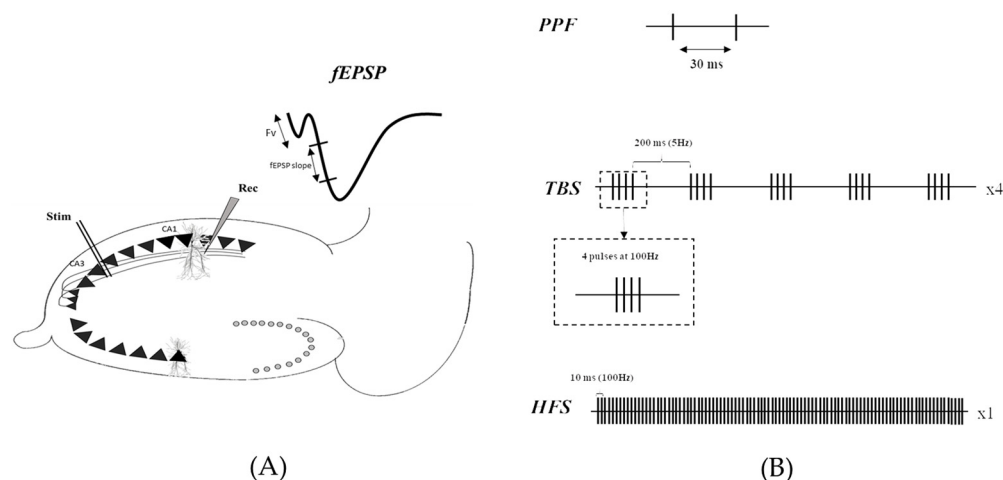 fEPSP
Fv
fEPSP slope
Rec
Stim
CA1
CA3
(A)
PPF
30 ms
200 ms (5Hz)
TBS
x4
4 pulses at 100Hz
10 ms (100Hz)
HFS
x1
(B)